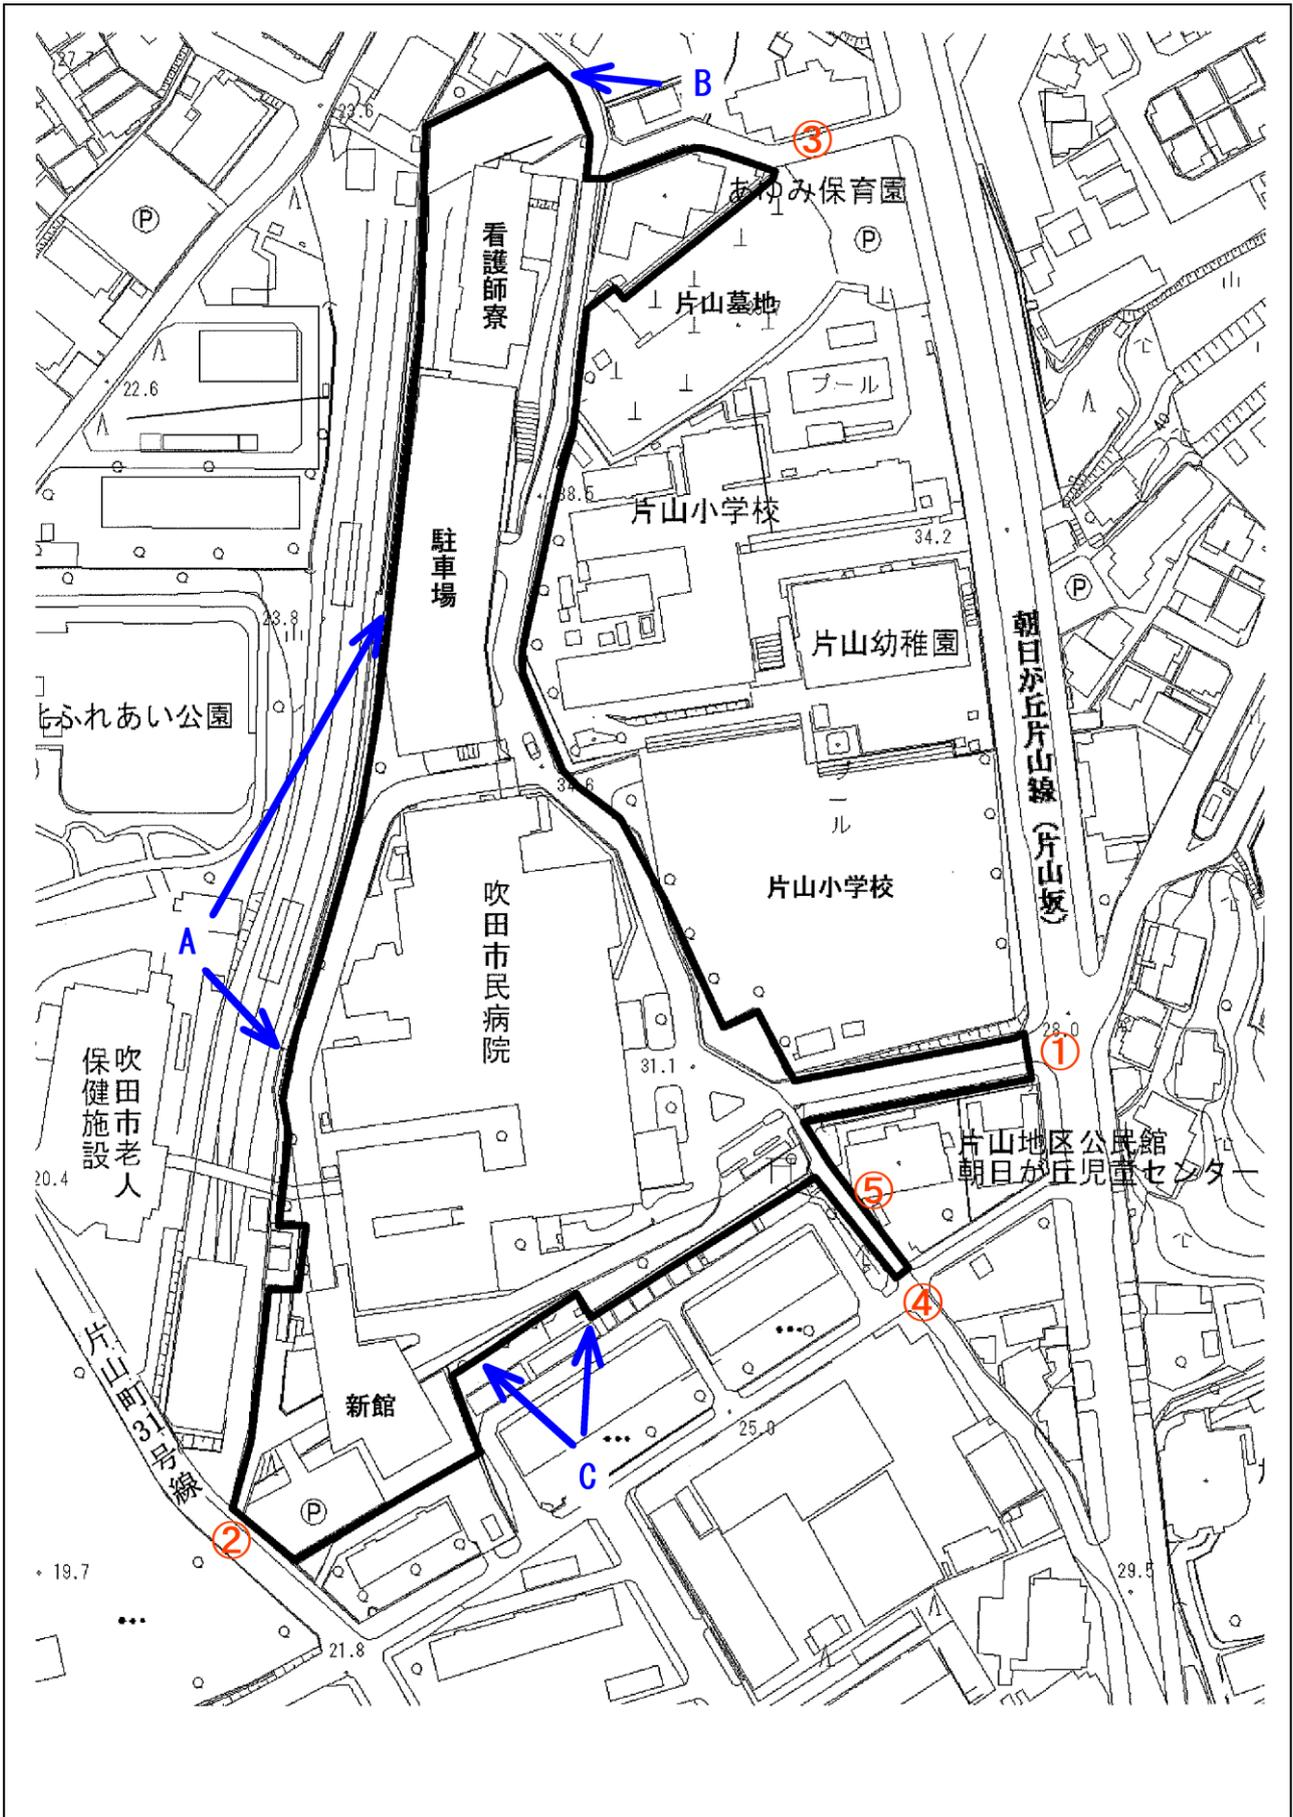 B
③
23.6
あゆみ保育園
Ⓟ
Ⓟ
看護師寮
片山墓地
22.6
プール
38.5
片山小学校
34.2
駐車場
Ⓟ
23.8
片山幼稚園
朝日が丘片山線（片山坂）
ふれあい公園
34.6
プール
片山小学校
吹田市民病院
A
28.0
①
31.1
吹田市老人
保健施設
片山地区公民館
朝日が丘児童センター
20.4
⑤
④
片山町31号線
新館
25.0
C
Ⓟ
②
19.7
29.5
21.8